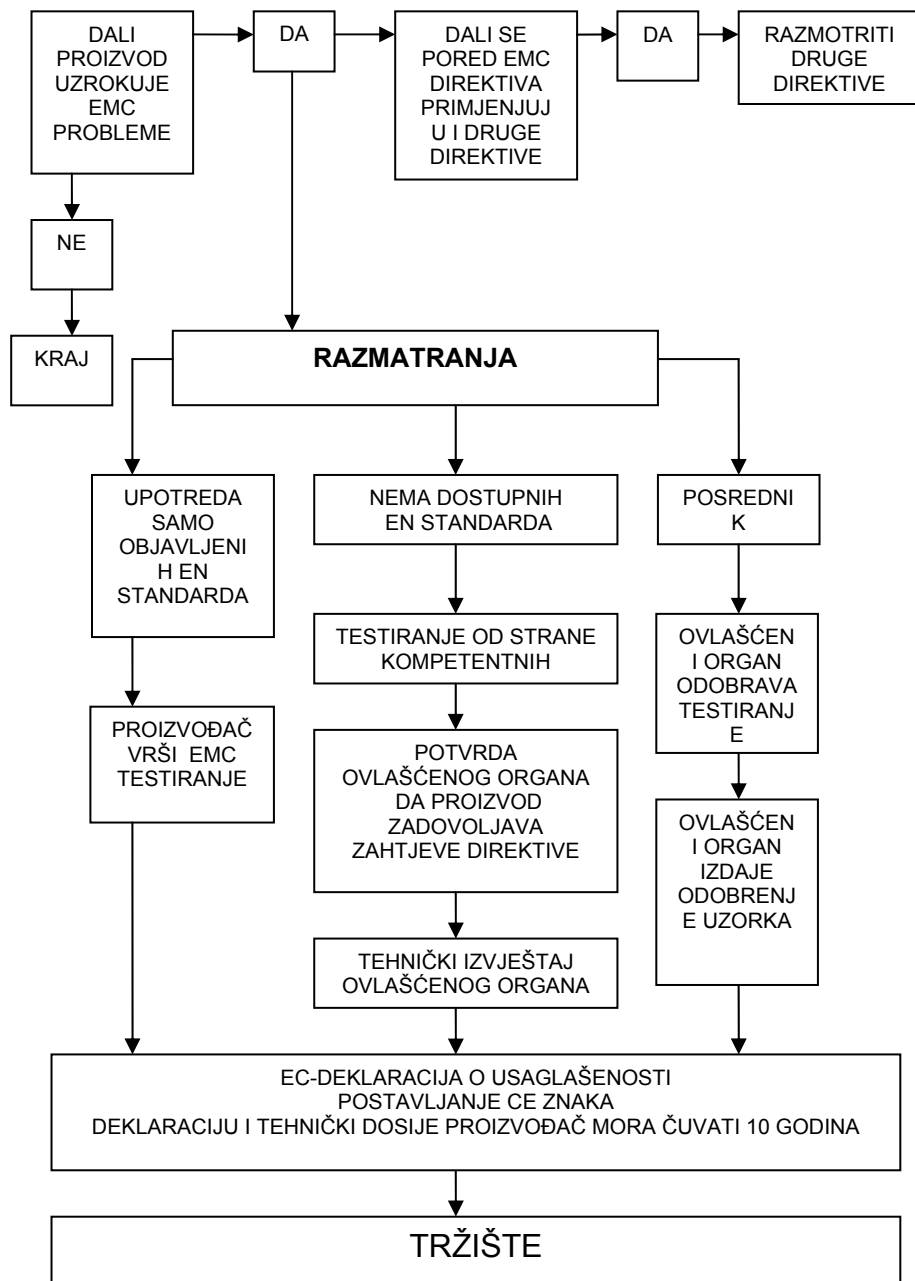 DALI
PROIZVOD
UZROKUJE
EMC
PROBLEME
DA
DALI SE
PORED EMC
DIREKTIVA
PRIMJENJUJ
U I DRUGE
DIREKTIVE
DA
RAZMOTRITI
DRUGE
DIREKTIVE
NE
KRAJ
RAZMATRANJA
UPOTREDA
SAMO
OBJAVLJENI
H EN
STANDARDA
PROIZVOĐAČ
VRŠI EMC
TESTIRANJE
NEMA DOSTUPNIH
EN STANDARDA
TESTIRANJE OD STRANE
KOMPETENTNIH
POTVRDA
OVLAŠĆENOG ORGANA
DA PROIZVOD
ZADOVOLJAVA
ZAHTJEVE DIREKTIVE
TEHNIČKI IZVJEŠTAJ
OVLAŠĆENOG ORGANA
POSREDNI
K
OVLAŠĆEN
I ORGAN
ODOBRAVA
TESTIRANJ
E
OVLAŠĆEN
I ORGAN
IZDAJE
ODOBRENJ
E UZORKA
EC-DEKLARACIJA O USAGLAŠENOSTI
POSTAVLJANJE CE ZNAKA
DEKLARACIJU I TEHNIČKI DOSIJE PROIZVOĐAČ MORA ČUVATI 10 GODINA
TRŽIŠTE